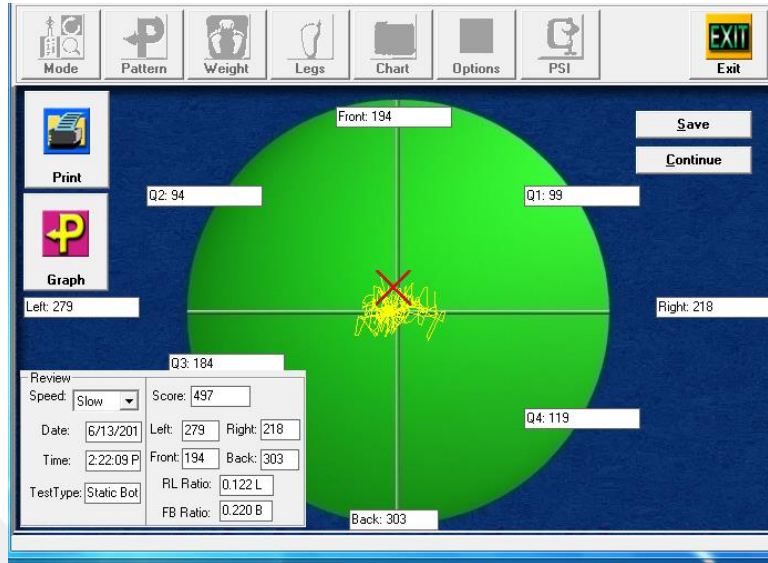 Mode Pattern Weight Legs Chart Options PSI EXIT Exit
Front: 194
Save
Continue
Print
Q2: 94
Q1: 99
Graph
Left: 279
Right: 218
Q3: 184
Q4: 119
Review
Speed: Slow
Score: 497
Date: 6/13/201
Left: 279 Right: 218
Time: 2:22:09 P
Front: 194 Back: 303
TestType: Static Bot
RL Ratio: 0.122 L
FB Ratio: 0.220 B
Back: 303